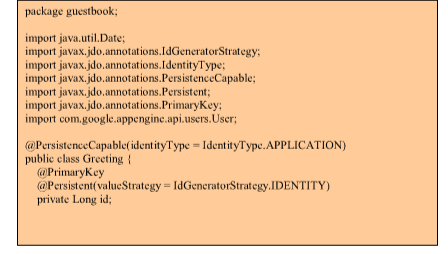 package guestbook;
import java.util.Date;
import javax.jdo.annotations.IdGeneratorStrategy;
import javax.jdo.annotations.IdentityType;
import javax.jdo.annotations.PersistenceCapable;
import javax.jdo.annotations.Persistent;
import javax.jdo.annotations.PrimaryKey;
import com.google.appengine.api.users.User;
@PersistenceCapable(identityType = IdentityType.APPLICATION)
public class Greeting {
@PrimaryKey
@Persistent(valueStrategy = IdGeneratorStrategy.IDENTITY)
private Long id;